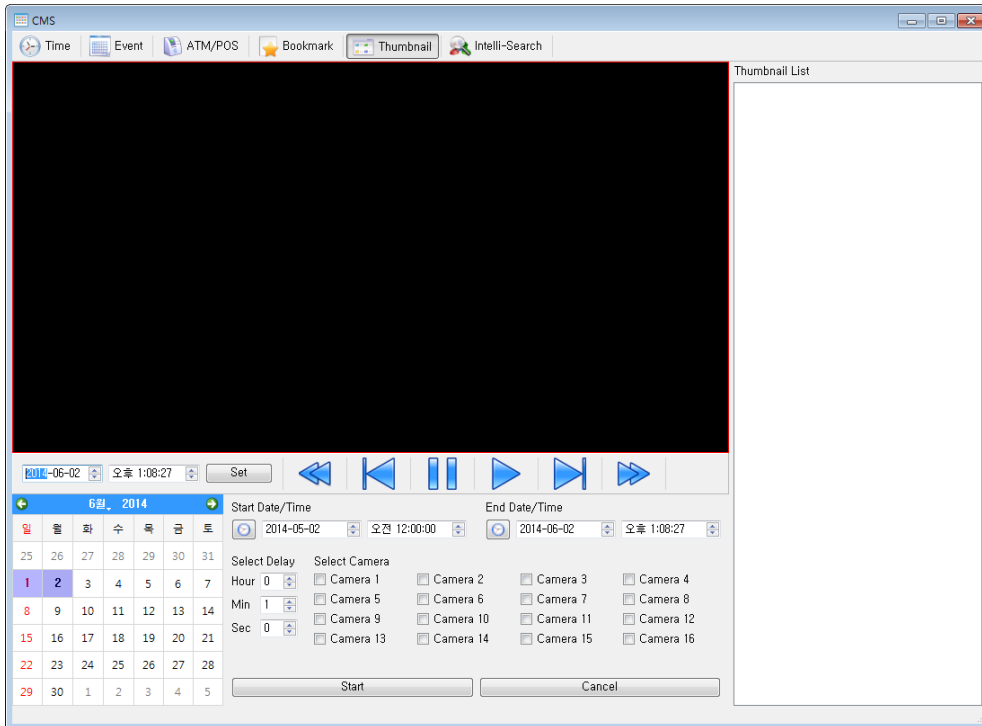 CMS
Time Event ATM/POS Bookmark Thumbnail Intelli-Search
Thumbnail List
2014-06-02 오후 1:08:27 Set
6월, 2014
일 월 화 수 목 금 토
25 26 27 28 29 30 31
1 2 3 4 5 6 7
8 9 10 11 12 13 14
15 16 17 18 19 20 21
22 23 24 25 26 27 28
29 30 1 2 3 4 5
Start Date/Time End Date/Time
2014-05-02 오전 12:00:00 2014-06-02 오후 1:08:27
Select Delay Select Camera
Hour 0 Camera 1 Camera 2 Camera 3 Camera 4
Min 1 Camera 5 Camera 6 Camera 7 Camera 8
Sec 0 Camera 9 Camera 10 Camera 11 Camera 12
Camera 13 Camera 14 Camera 15 Camera 16
Start Cancel